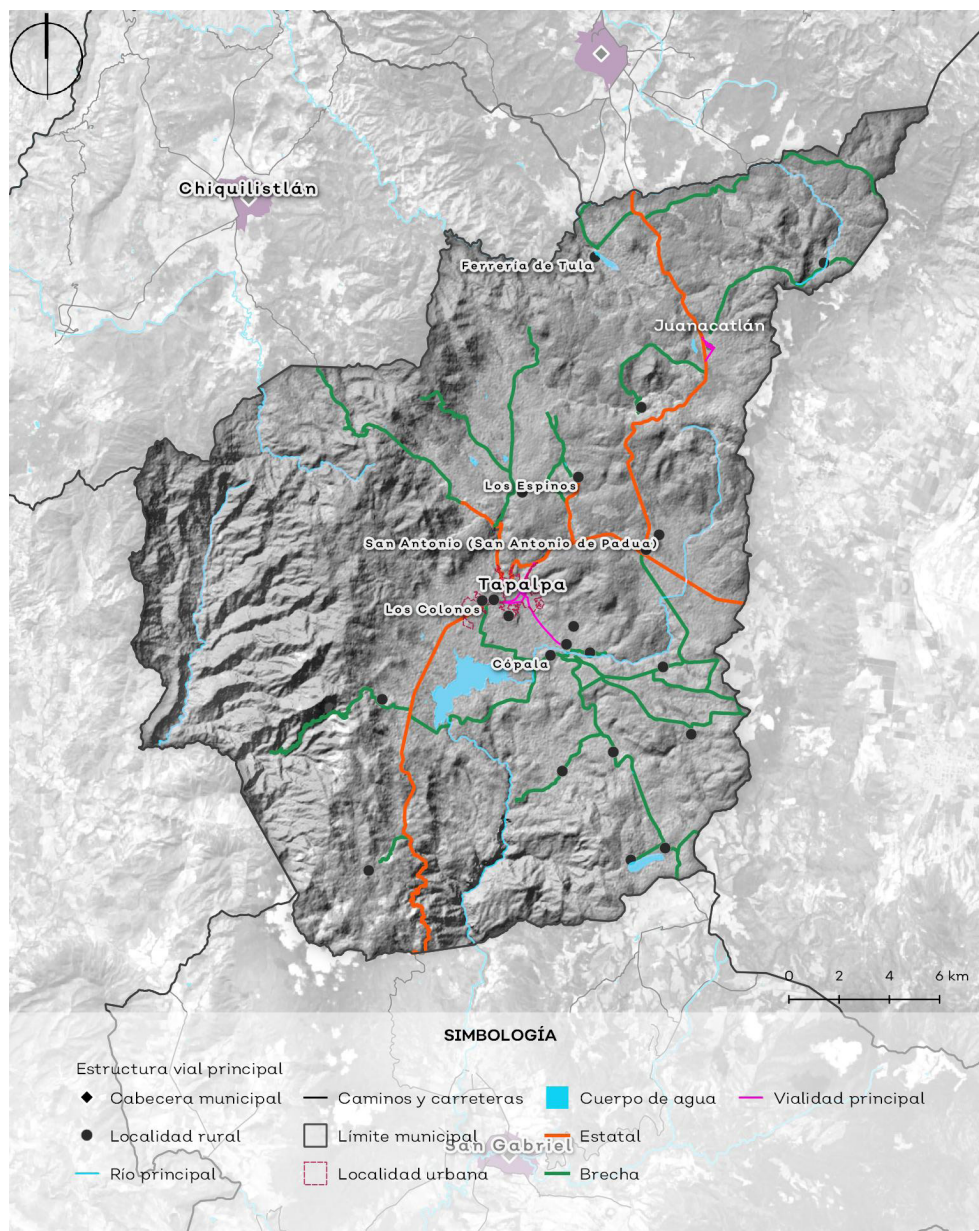 Chiquilistlán
Ferrería de Tula
Juanacatlán
Los Espinos
San Antonio (San Antonio de Padua)
Tapalpa
Los Colonos
Cópala
0 2 4 6 km
SIMBOLOGÍA
Estructura vial principal
Cabecera municipal
Caminos y carreteras
Cuerpo de agua
Vialidad principal
Localidad rural
Límite municipal
Estatal
San Gabriel
Río principal
Localidad urbana
Brecha